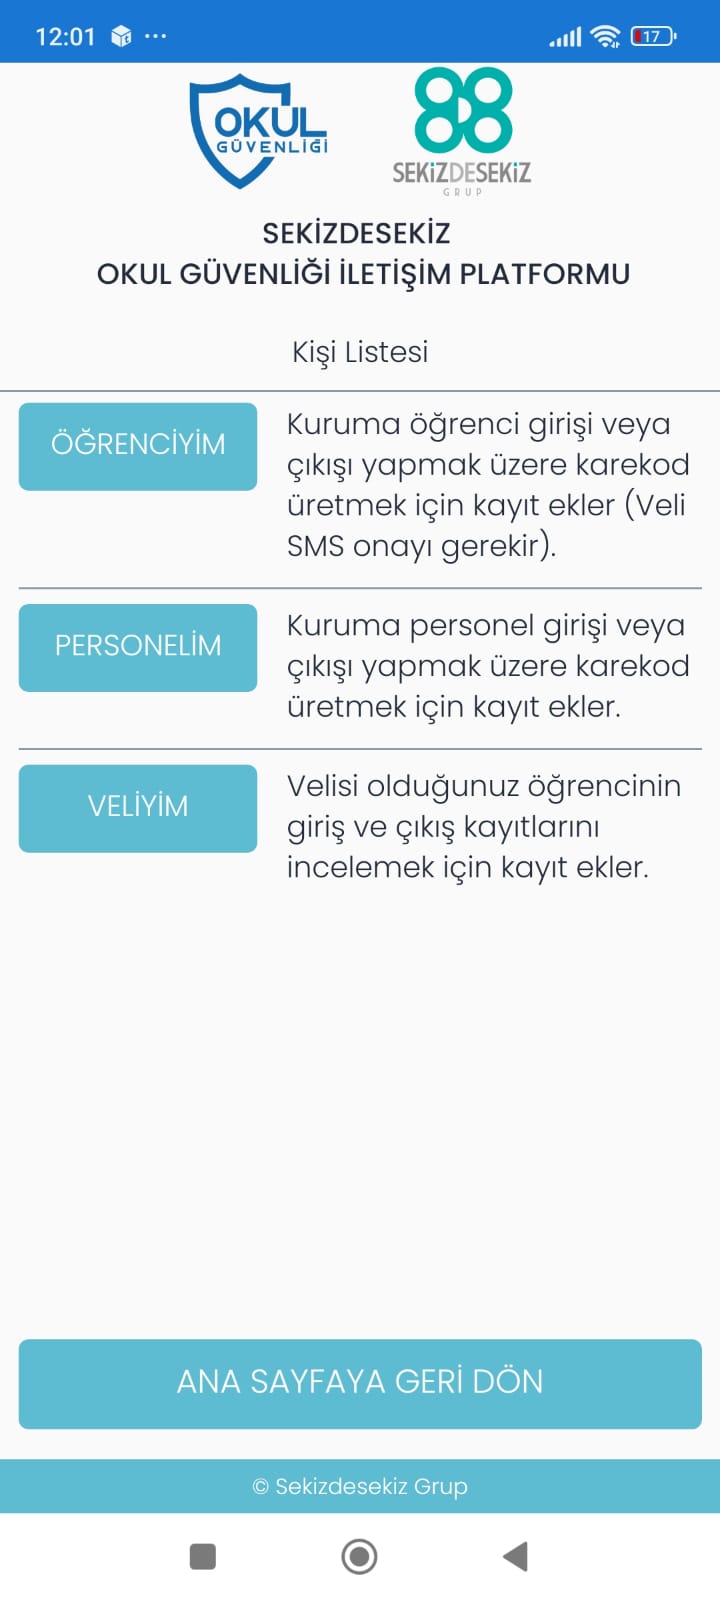 12:01
17
OKUL
GÜVENLİĞİ
SEKİZDESEKİZ
GRUP
SEKİZDESEKİZ
OKUL GÜVENLİĞİ İLETİŞİM PLATFORMU
Kişi Listesi
ÖĞRENCİYİM
Kuruma öğrenci girişi veya
çıkışı yapmak üzere karekod
üretmek için kayıt ekler (Veli
SMS onayı gerekir).
PERSONELİM
Kuruma personel girişi veya
çıkışı yapmak üzere karekod
üretmek için kayıt ekler.
VELİYİM
Velisi olduğunuz öğrencinin
giriş ve çıkış kayıtlarını
incelemek için kayıt ekler.
ANA SAYFAYA GERİ DÖN
© Sekizdesekiz Grup